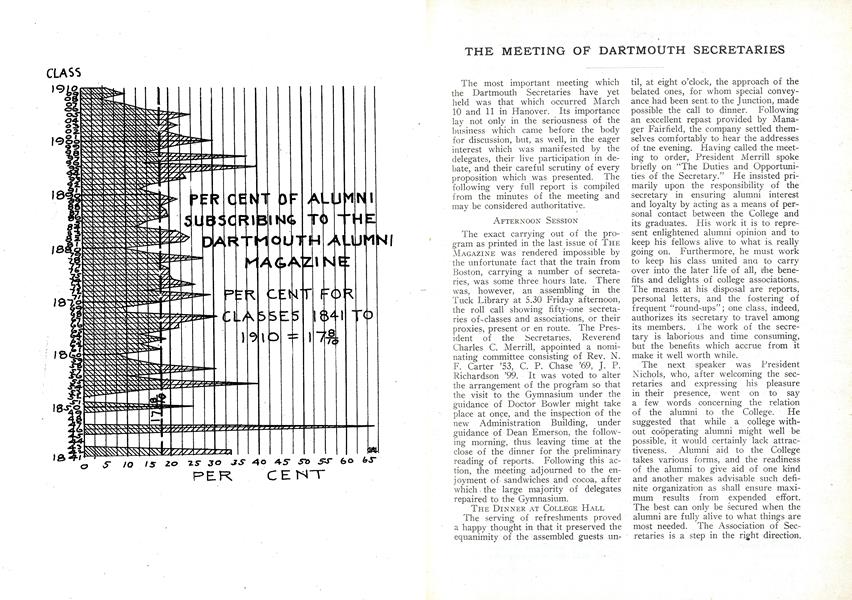 CLASS
1910
1900
PER CENT OF ALUMNI
SUBSCRIBING TO THE
DARTMOUTH ALUMNI
MAGAZINE
PER CENT FOR
CLASSES 1841 TO
1910 = 17 8/10
1870
0 5 10 15 20 25 30 35 40 45 50 55 60 65
PER CENT
THE MEETING OF DARTMOUTH SECRETARIES
The most important meeting which
the Dartmouth Secretaries have yet
held was that which occurred March
10 and 11 in Hanover. Its importance
lay not only in the seriousness of the
business which came before the body
for discussion, but, as well, in the eager
interest which was manifested by the
delegates, their live participation in de-
bate, and their careful scrutiny of every
proposition which was presented. The
following very full report is compiled
from the minutes of the meeting and
may be considered authoritative.
AFTERNOON SESSION
The exact carrying out of the pro-
gram as printed in the last issue of THE
MAGAZINE was rendered impossible by
the unfortunate fact that the train from
Boston, carrying a number of secreta-
ries, was some three hours late. There
was, however, an assembling in the
Tuck Library at 5.30 Friday afternoon,
the roll call showing fifty-one secreta-
ries of classes and associations, or their
proxies, present or en route. The Pres-
ident of the Secretaries, Reverend
Charles C. Merrill, appointed a nomi-
nating committee consisting of Rev. N.
F. Carter '53, C. P. Chase '69, J. P.
Richardson '99. It was voted to alter
the arrangement of the program so that
the visit to the Gymnasium under the
guidance of Doctor Bowler might take
place at once, and the inspection of the
new Administration Building, under
guidance of Dean Emerson, the follow-
ing morning, thus leaving time at the
close of the dinner for the preliminary
reading of reports. Following this ac-
tion, the meeting adjourned to the en-
joyment of sandwiches and cocoa, after
which the large majority of delegates
repaired to the Gymnasium.
THE DINNER AT COLLEGE HALL
The serving of refreshments proved
a happy thought in that it preserved the
equanimity of the assembled guests un-
til, at eight o'clock, the approach of the
belated ones, for whom special convey-
ance had been sent to the Junction, made
possible the call to dinner. Following
an excellent repast provided by Mana-
ger Fairfield, the company settled them-
selves comfortably to hear the addresses
of the evening. Having called the meet-
ing to order, President Merrill spoke
briefly on "The Duties and Opportuni-
ties of the Secretary." He insisted pri-
marily upon the responsibility of the
secretary in ensuring alumni interest
and loyalty by acting as a means of per-
sonal contact between the College and
its graduates. His work it is to repre-
sent enlightened alumni opinion and to
keep his fellows alive to what is really
going on. Furthermore, he must work
to keep his class united and to carry
over into the later life of all, the bene-
fits and delights of college associations.
The means at his disposal are reports,
personal letters, and the fostering of
frequent "round-ups"; one class, indeed,
authorizes its secretary to travel among
its members. The work of the secre-
tary is laborious and time consuming,
but the benefits which accrue from it
make it well worth while.
The next speaker was President
Nichols, who, after welcoming the sec-
retaries and expressing his pleasure
in their presence, went on to say
a few words concerning the relation
of the alumni to the College. He
suggested that while a college with-
out coöperating alumni might well be
possible, it would certainly lack attrac-
tiveness. Alumni aid to the College
takes various forms, and the readiness
of the alumni to give aid of one kind
and another makes advisable such defi-
nite organization as shall ensure maxi-
mum results from expended effort.
The best can only be secured when the
alumni are fully alive to what things are
most needed. The Association of Sec-
retaries is a step in the right direction.